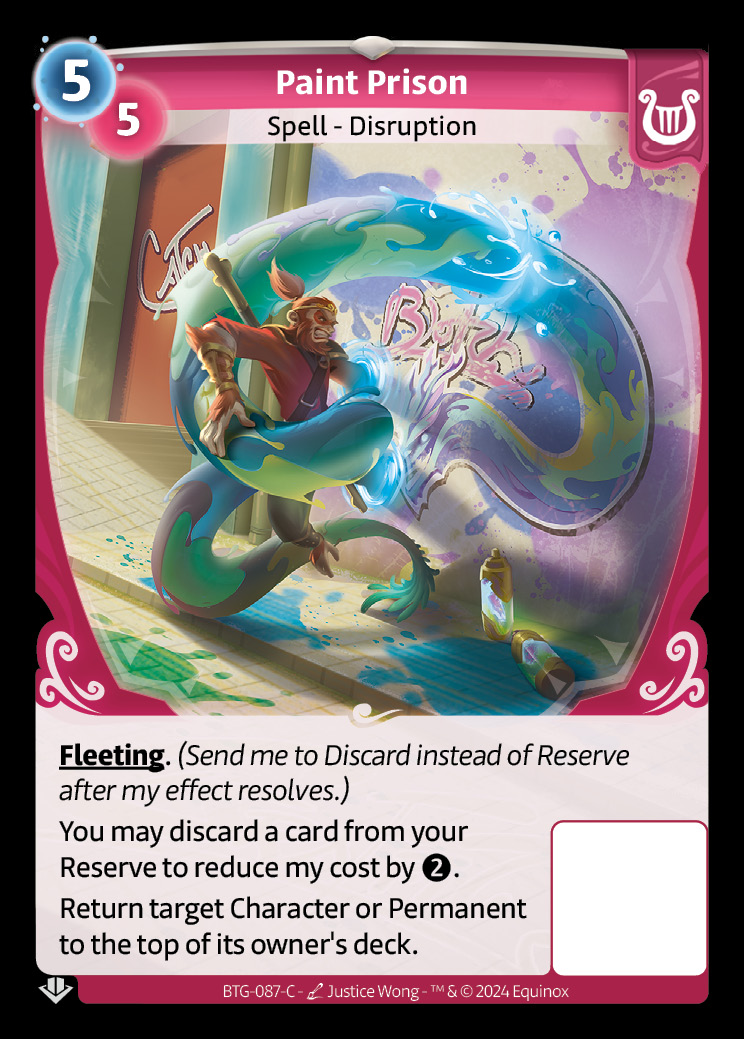 5
Paint Prison
5
Spell - Disruption
Catch
Fleeting. (Send me to Discard instead of Reserve
after my effect resolves.)
You may discard a card from your
Reserve to reduce my cost by 2.
Return target Character or Permanent
to the top of its owner's deck.
BTG-087-C - Justice Wong - ™ & © 2024 Equinox